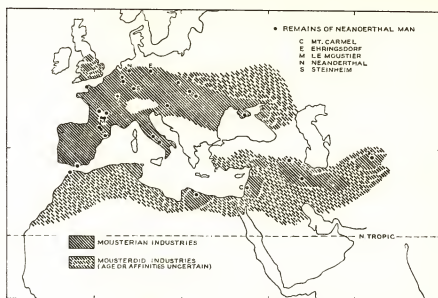 • REMAINS OF NEANDERTHAL MAN
C MT. CARMEL
E EHRINGSDORF
M LE MOUSTIER
N NEANDERTHAL
S STEINHEIM
E
C
N TROPIC
MOUSTERIAN INDUSTRIES
MOUSTEROID INDUSTRIES
(AGE OR AFFINITIES UNCERTAIN)